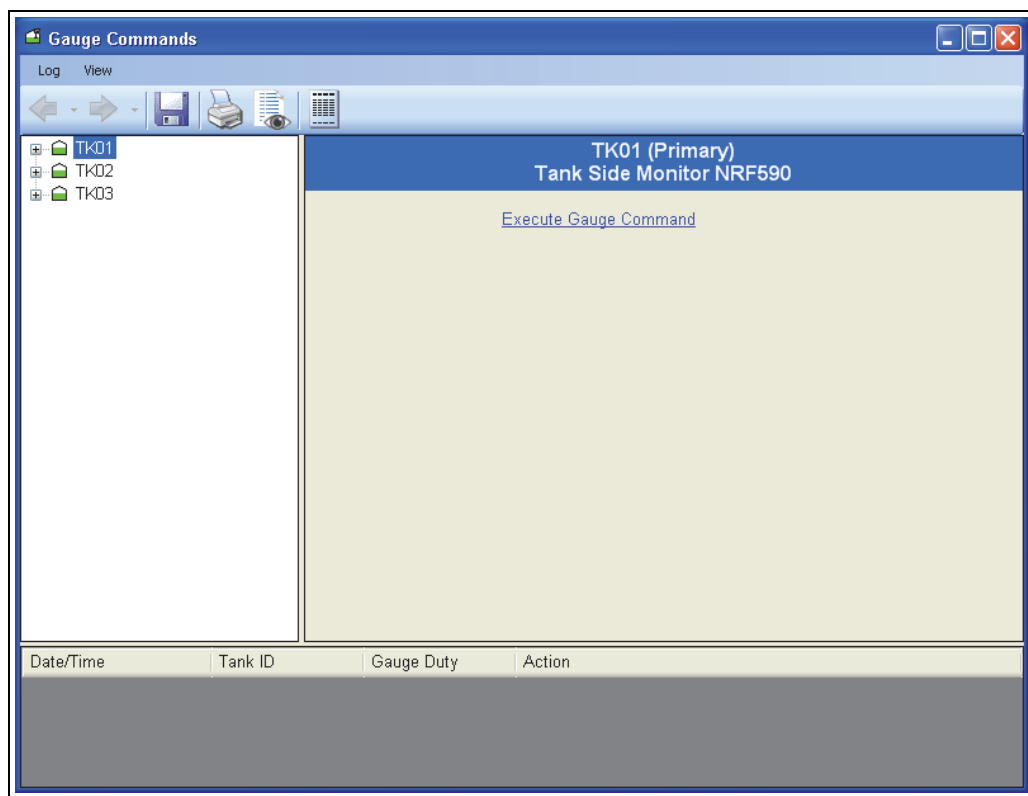 Gauge Commands
Log View
TK01
TK02
TK03
TK01 (Primary)
Tank Side Monitor NRF590
Execute Gauge Command
Date/Time Tank ID Gauge Duty Action